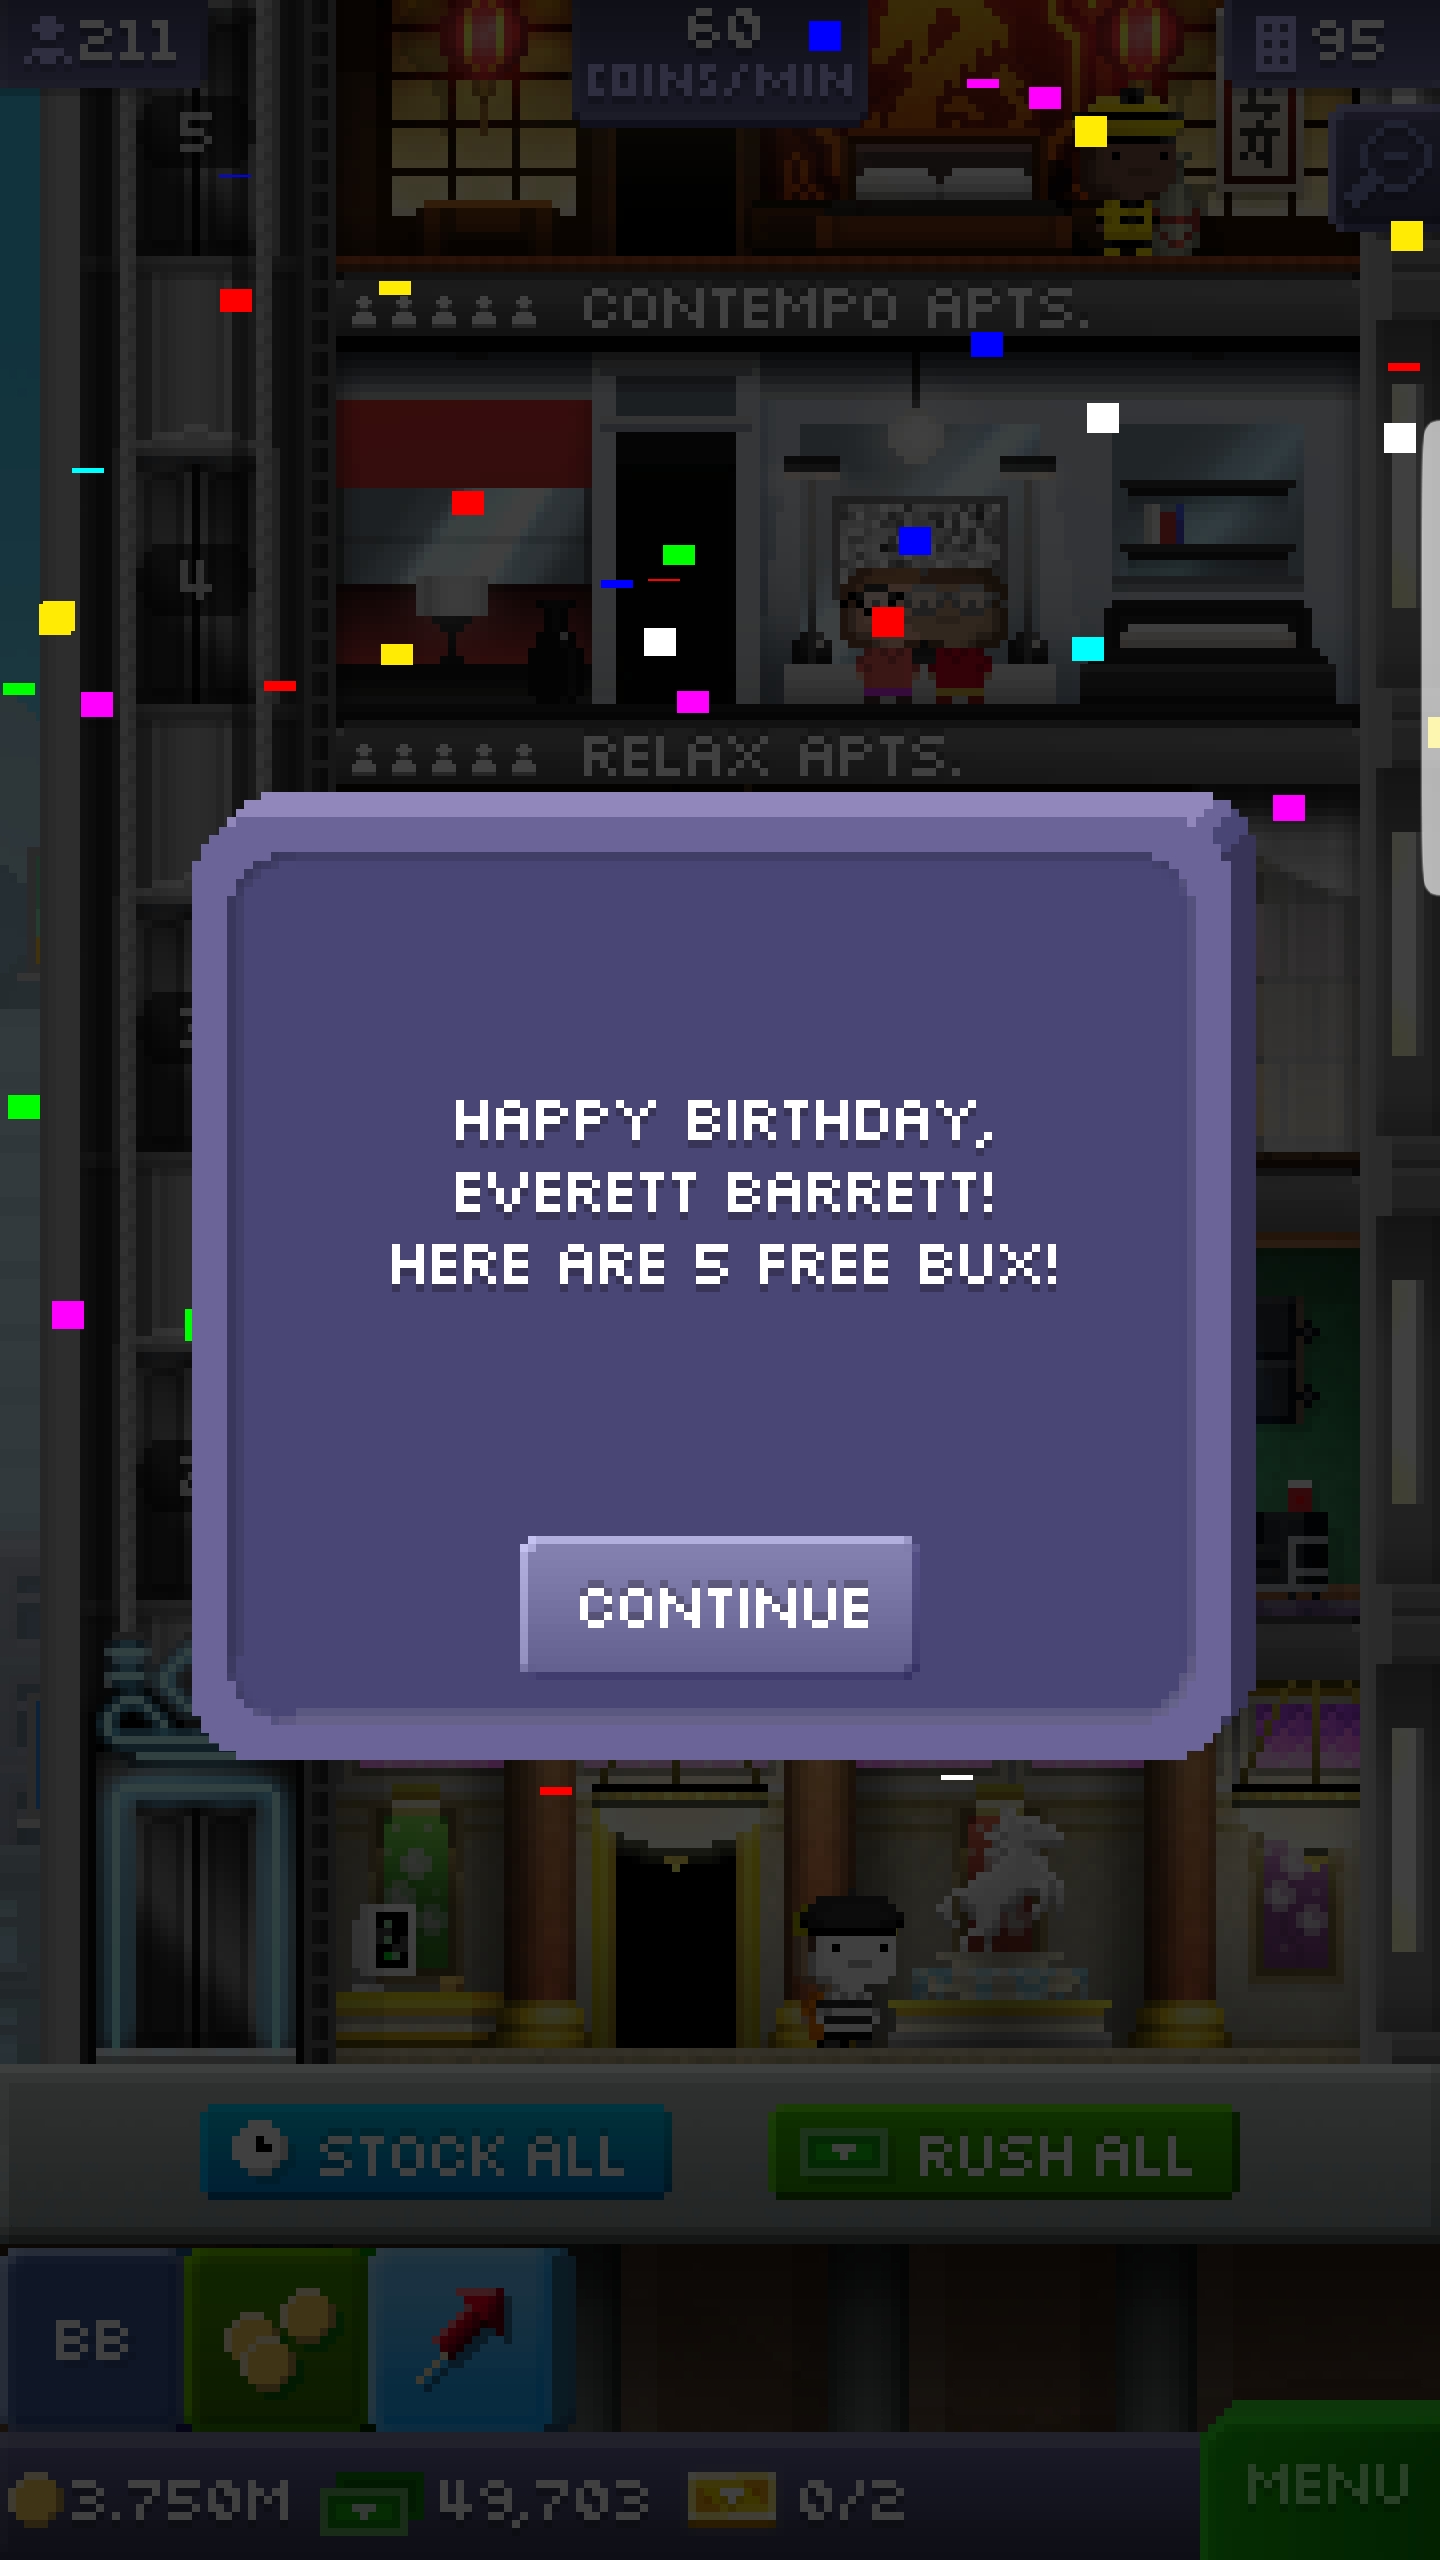 211
60
COINS/MIN
95
5
CONTEMPO APTS.
4
RELAX APTS.
HAPPY BIRTHDAY,
EVERETT BARRETT!
HERE ARE 5 FREE BUX!
CONTINUE
STOCK ALL
RUSH ALL
BB
3.750M
49,703
0/2
MENU